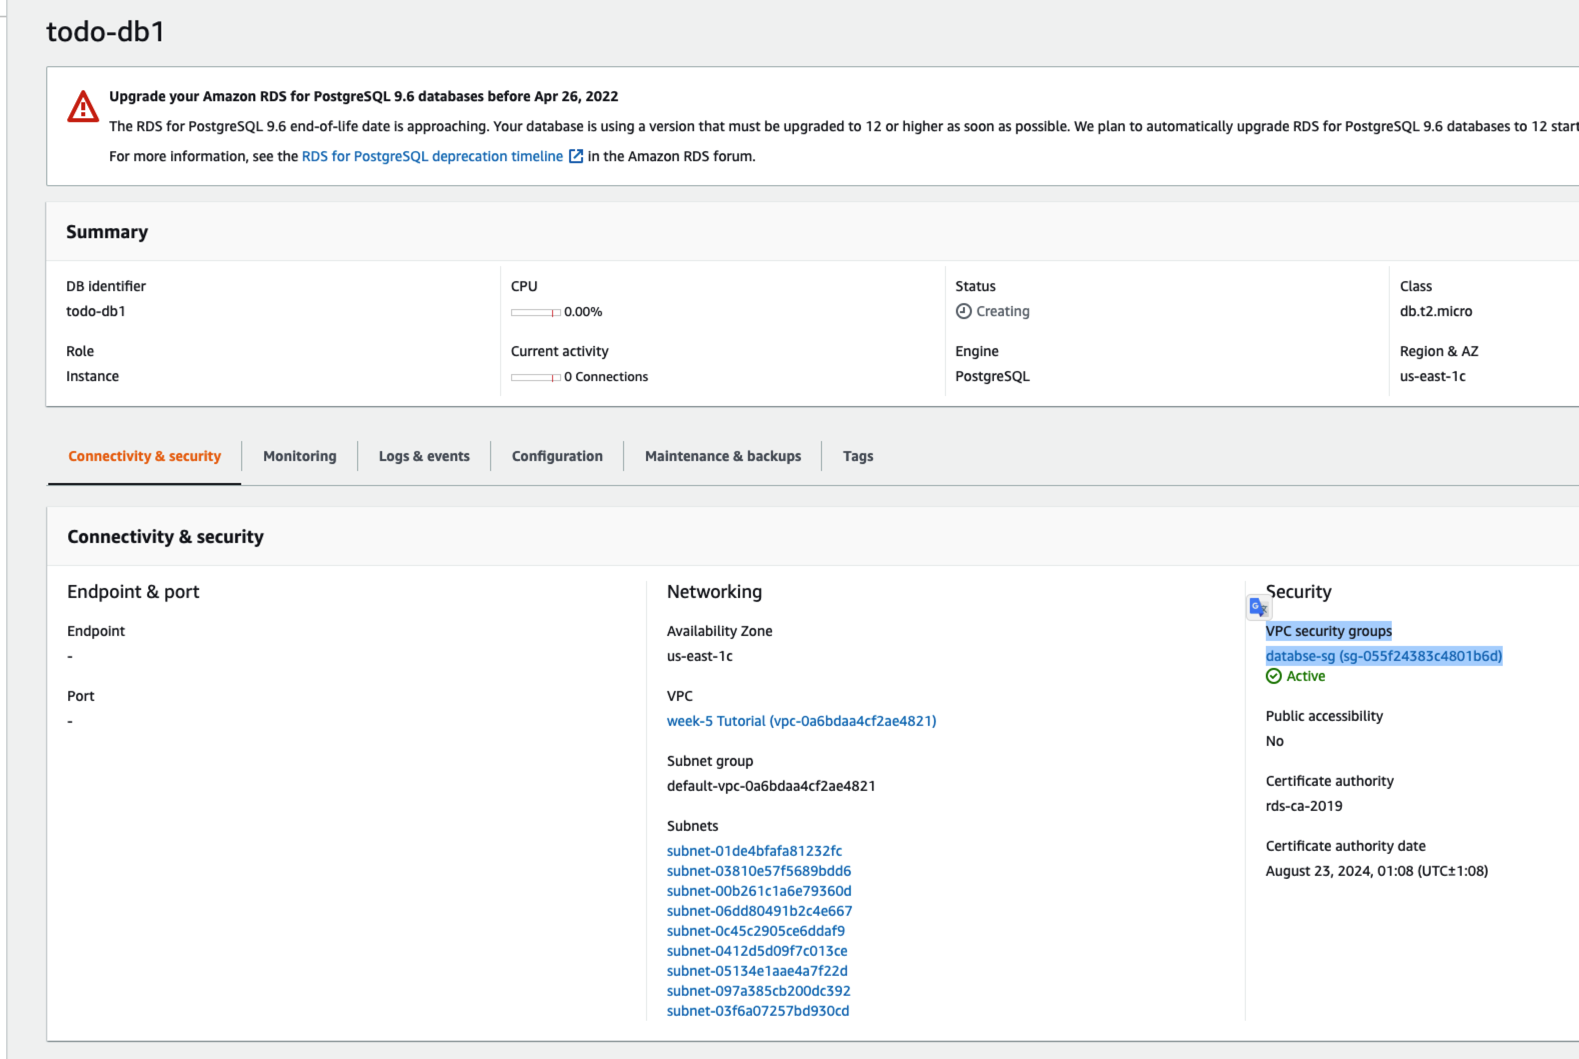 todo-db1
Upgrade your Amazon RDS for PostgreSQL 9.6 databases before Apr 26, 2022
The RDS for PostgreSQL 9.6 end-of-life date is approaching. Your database is using a version that must be upgraded to 12 or higher as soon as possible. We plan to automatically upgrade RDS for PostgreSQL 9.6 databases to 12 start
For more information, see the RDS for PostgreSQL deprecation timeline in the Amazon RDS forum.
Summary
DB identifier
todo-db1
Role
Instance
CPU
0.00%
Current activity
0 Connections
Status
Creating
Engine
PostgreSQL
Class
db.t2.micro
Region & AZ
us-east-1c
Connectivity & security
Monitoring
Logs & events
Configuration
Maintenance & backups
Tags
Connectivity & security
Endpoint & port
Endpoint
-
Port
-
Networking
Availability Zone
us-east-1c
VPC
week-5 Tutorial (vpc-0a6bdaa4cf2ae4821)
Subnet group
default-vpc-0a6bdaa4cf2ae4821
Subnets
subnet-01de4bfafa81232fc
subnet-03810e57f5689bdd6
subnet-00b261c1a6e79360d
subnet-06dd80491b2c4e667
subnet-0c45c2905ce6ddaf9
subnet-0412d5d09f7c013ce
subnet-05134e1aae4a7f22d
subnet-097a385cb200dc392
subnet-03f6a07257bd930cd
Security
VPC security groups
databse-sg (sg-055f24383c4801b6d)
Active
Public accessibility
No
Certificate authority
rds-ca-2019
Certificate authority date
August 23, 2024, 01:08 (UTC±1:08)